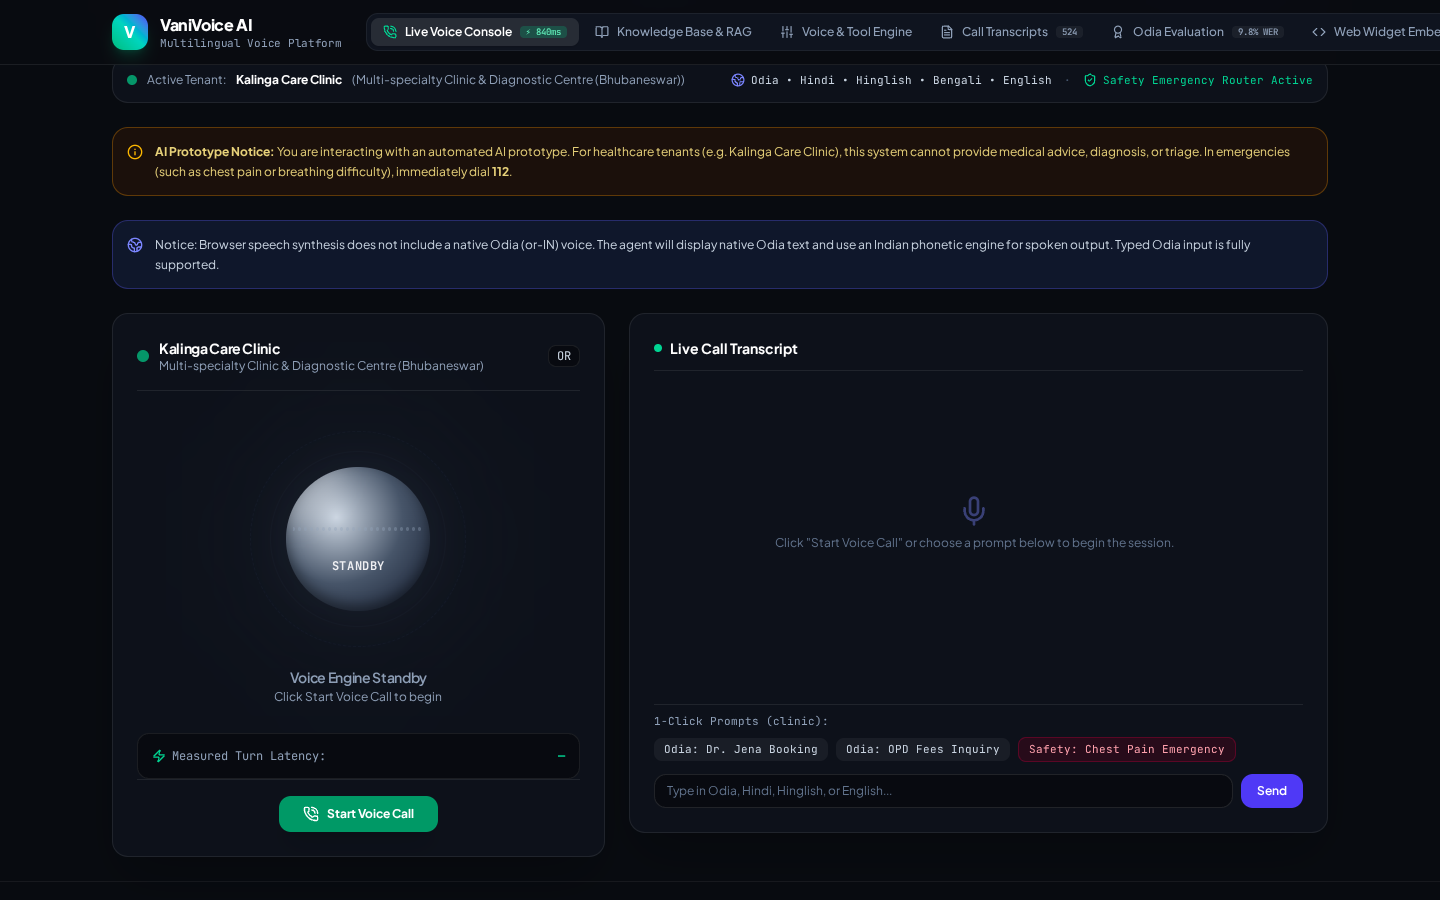 V
VaniVoice AI
Multilingual Voice Platform
Live Voice Console
⚡ 840ms
Knowledge Base & RAG
Voice & Tool Engine
Call Transcripts
524
Odia Evaluation
9.8% WER
Web Widget Embe
Active Tenant: Kalinga Care Clinic (Multi-specialty Clinic & Diagnostic Centre (Bhubaneswar))
Odia • Hindi • Hinglish • Bengali • English · Safety Emergency Router Active
AI Prototype Notice: You are interacting with an automated AI prototype. For healthcare tenants (e.g. Kalinga Care Clinic), this system cannot provide medical advice, diagnosis, or triage. In emergencies
(such as chest pain or breathing difficulty), immediately dial 112.
Notice: Browser speech synthesis does not include a native Odia (or-IN) voice. The agent will display native Odia text and use an Indian phonetic engine for spoken output. Typed Odia input is fully
supported.
Kalinga Care Clinic
Multi-specialty Clinic & Diagnostic Centre (Bhubaneswar)
OR
STANDBY
Voice Engine Standby
Click Start Voice Call to begin
Measured Turn Latency: —
Start Voice Call
Live Call Transcript
Click "Start Voice Call" or choose a prompt below to begin the session.
1-Click Prompts (clinic):
Odia: Dr. Jena Booking
Odia: OPD Fees Inquiry
Safety: Chest Pain Emergency
Type in Odia, Hindi, Hinglish, or English...
Send